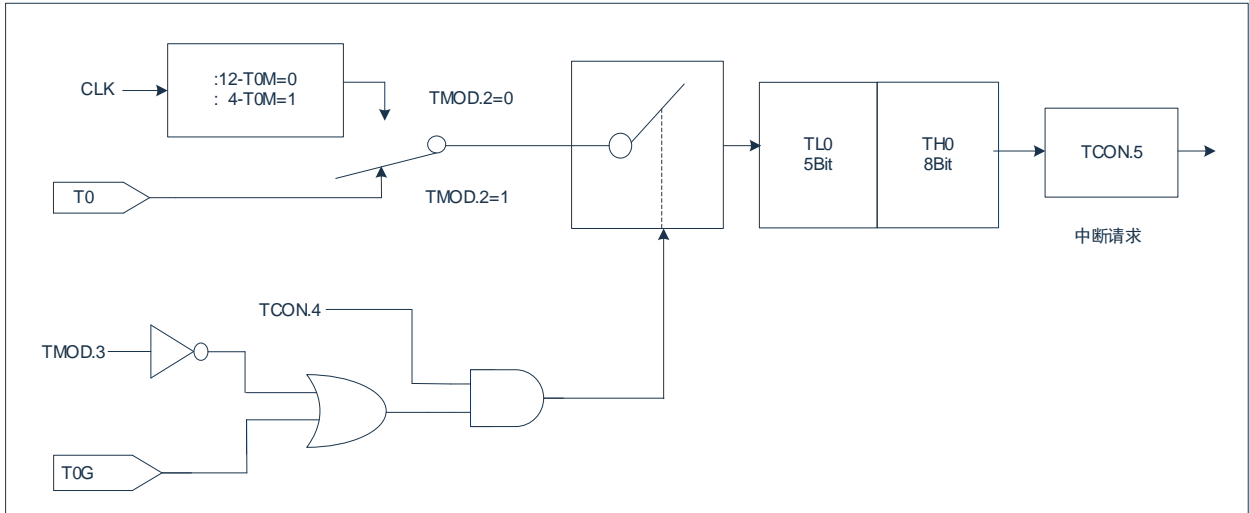 CLK
:12-T0M=0
: 4-T0M=1
TMOD.2=0
T0
TMOD.2=1
TL0
5Bit
TH0
8Bit
TCON.5
中断请求
TCON.4
TMOD.3
T0G